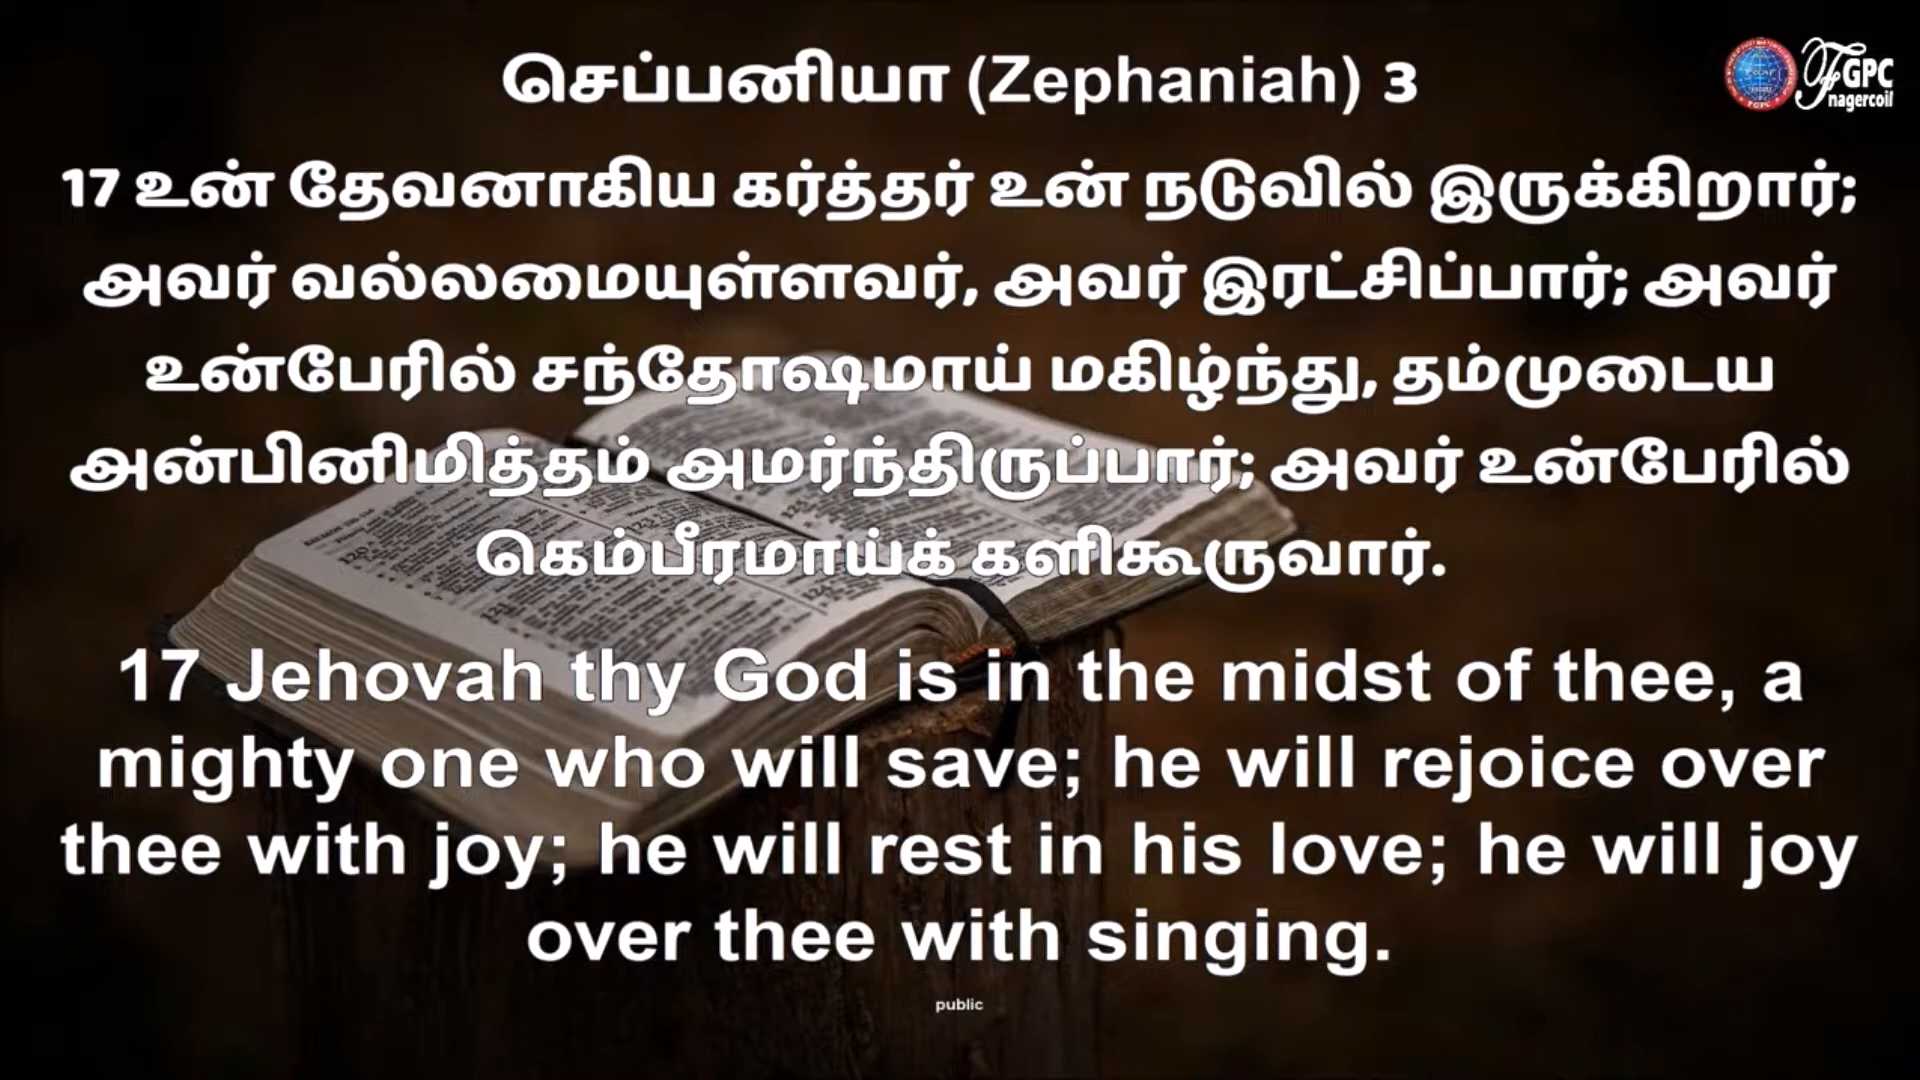 செப்பனியா (Zephaniah) 3
FGPC
nagercoil
17 உன் தேவனாகிய கர்த்தர் உன் நடுவில் இருக்கிறார்;
அவர் வல்லமையுள்ளவர், அவர் இரட்சிப்பார்; அவர்
உன்பேரில் சந்தோஷமாய் மகிழ்ந்து, தம்முடைய
அன்பினிமித்தம் அமர்ந்திருப்பார்; அவர் உன்பேரில்
கெம்பீரமாய்க் களிகூருவார்.
17 Jehovah thy God is in the midst of thee, a
mighty one who will save; he will rejoice over
thee with joy; he will rest in his love; he will joy
over thee with singing.
public